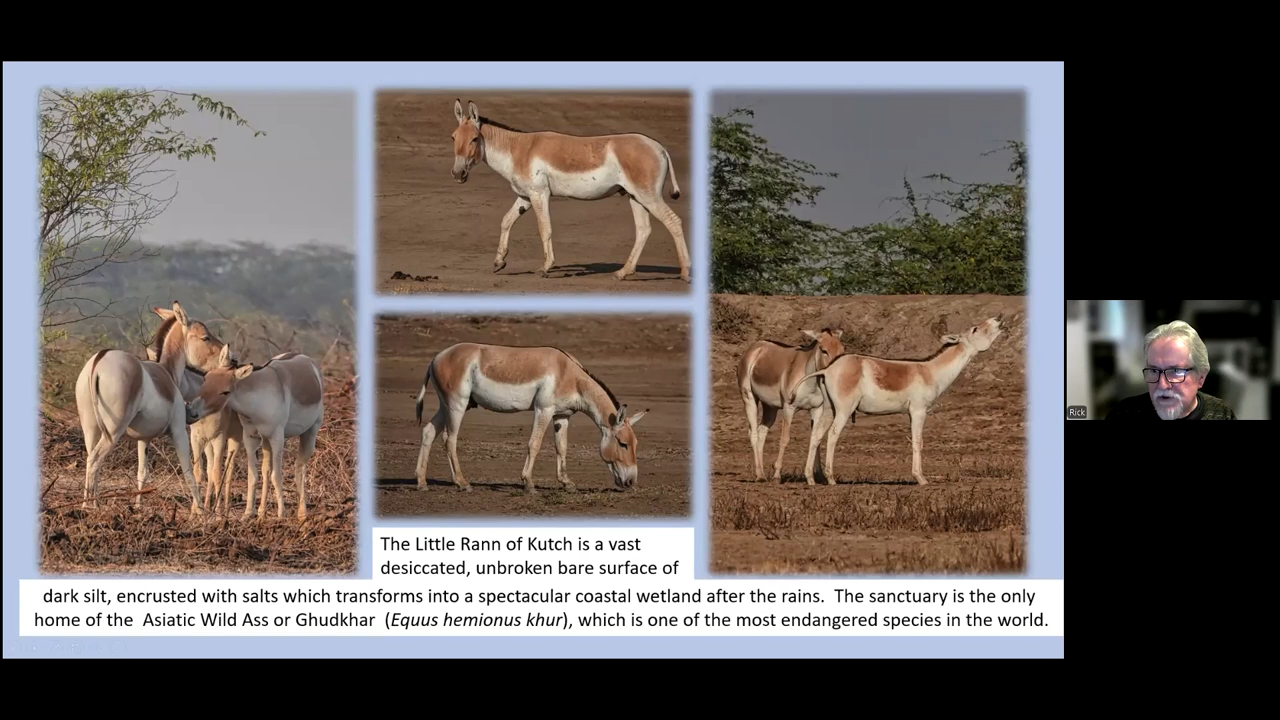 The Little Rann of Kutch is a vast
desiccated, unbroken bare surface of
dark silt, encrusted with salts which transforms into a spectacular coastal wetland after the rains.  The sanctuary is the only
home of the  Asiatic Wild Ass or Ghudkhar  (Equus hemionus khur), which is one of the most endangered species in the world.
Rick